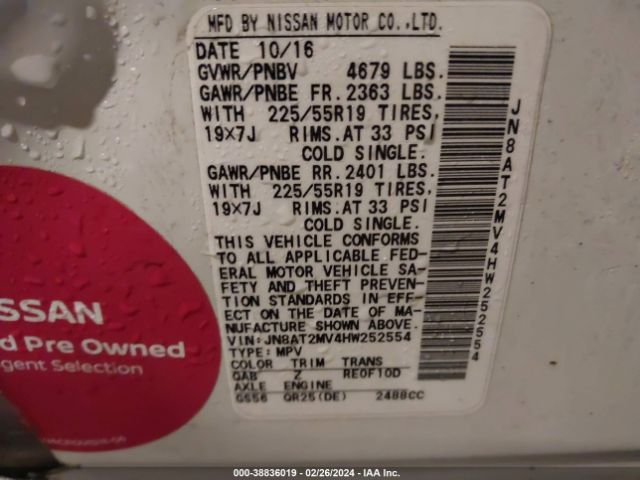 MFD BY NISSAN MOTOR CO.,LTD.
DATE 10/16
GVWR/PNBV 4679 LBS.
GAWR/PNBE FR. 2363 LBS.
WITH 225/55R19 TIRES,
19×7J RIMS.AT 33 PSI
COLD SINGLE.
GAWR/PNBE RR. 2401 LBS.
WITH 225/55R19 TIRES,
19×7J RIMS.AT 33 PSI
COLD SINGLE.
THIS VEHICLE CONFORMS
TO ALL APPLICABLE FED-
ERAL MOTOR VEHICLE SA-
FETY AND THEFT PREVEN-
TION STANDARDS IN EFF-
ECT ON THE DATE OF MA-
NUFACTURE SHOWN ABOVE.
VIN: JN8AT2MV4HW252554
TYPE: MPV
COLOR TRIM TRANS
QAB Z RE0F10D
AXLE ENGINE
GS56 QR25(DE) 2488CC
JN8AT2MV4HW252554
ISSAN
d Pre Owned
gent Selection
000-38836019 / 02/26/2024 / IAA Inc.